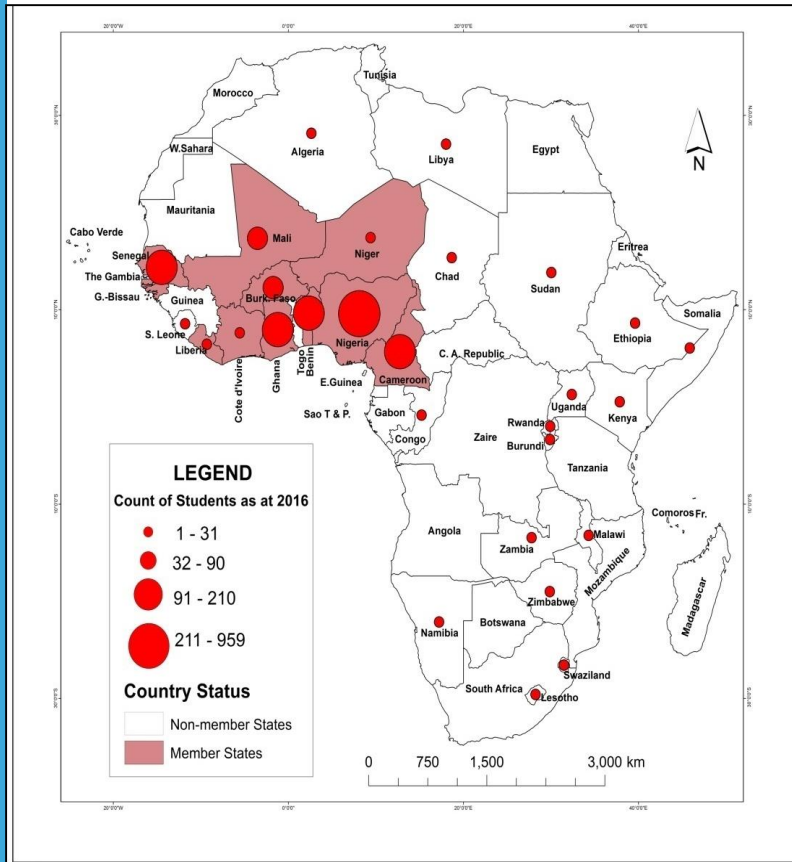 20°0'0"W
0°0'0"
20°0'0"E
40°0'0"E
Tunisia
Morocco
Algeria
Libya
Egypt
W.Sahara
Mauritania
Cabo Verde
Mali
Niger
Chad
Sudan
Eritrea
Senegal
The Gambia
G.-Bissau
Guinea
Burk. Faso
Nigeria
Somalia
Ethiopia
S. Leone
Liberia
Cote d'Ivoire
Ghana
Togo
Benin
Cameroon
C. A. Republic
E.Guinea
Sao T & P.
Gabon
Congo
Zaire
Uganda
Kenya
Rwanda
Burundi
Tanzania
Comoros
Fr.
Angola
Zambia
Malawi
Mozambique
Madagascar
Zimbabwe
Namibia
Botswana
Swaziland
South Africa
Lesotho
N
LEGEND
Count of Students as at 2016
1 - 31
32 - 90
91 - 210
211 - 959
Country Status
Non-member States
Member States
0 750 1,500 3,000 km
20°0'0"W
0°0'0"
20°0'0"E
40°0'0"E